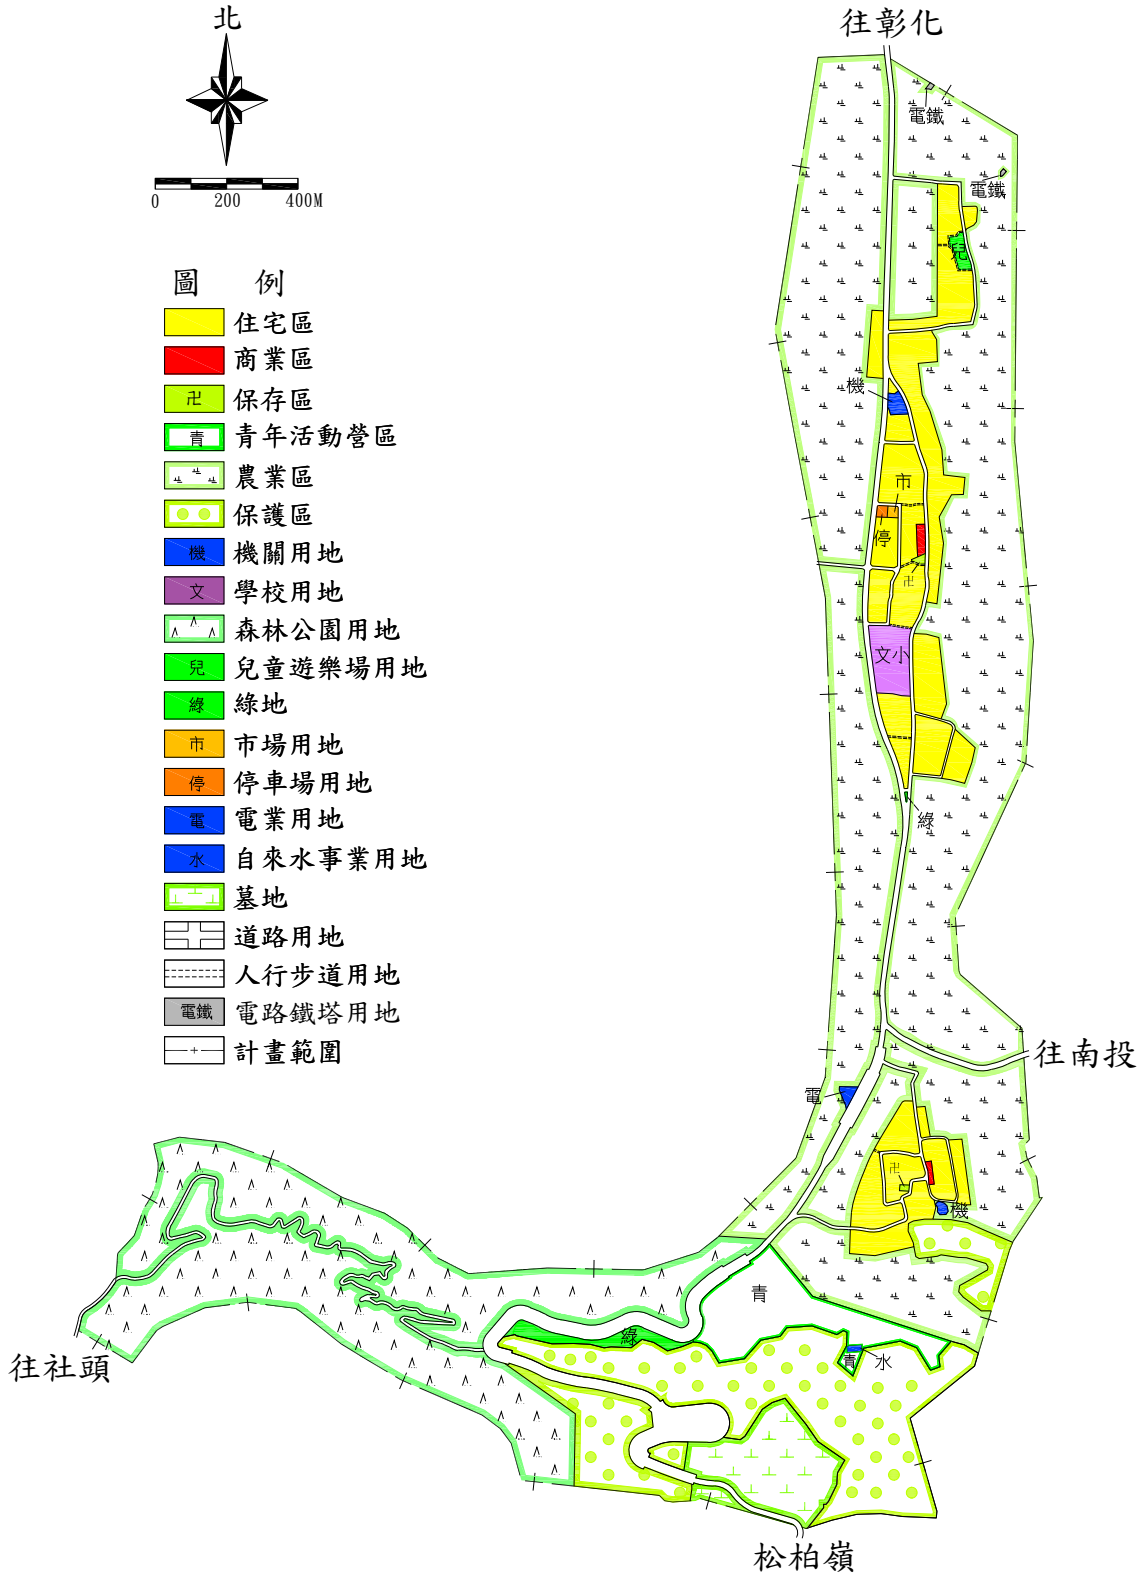 北
0 200 400M
往彰化
圖 例
住宅區
商業區
卍 保存區
青 青年活動營區
農業區
保護區
機 機關用地
文 學校用地
森林公園用地
兒 兒童遊樂場用地
綠 綠地
市 市場用地
停 停車場用地
電 電業用地
水 自來水事業用地
墓地
道路用地
人行步道用地
電鐵 電路鐵塔用地
計畫範圍
電鐵
電鐵
兒
機
市
停
卍
文小
綠
往南投
電
卍
機
青
綠
青 水
往社頭
松柏嶺